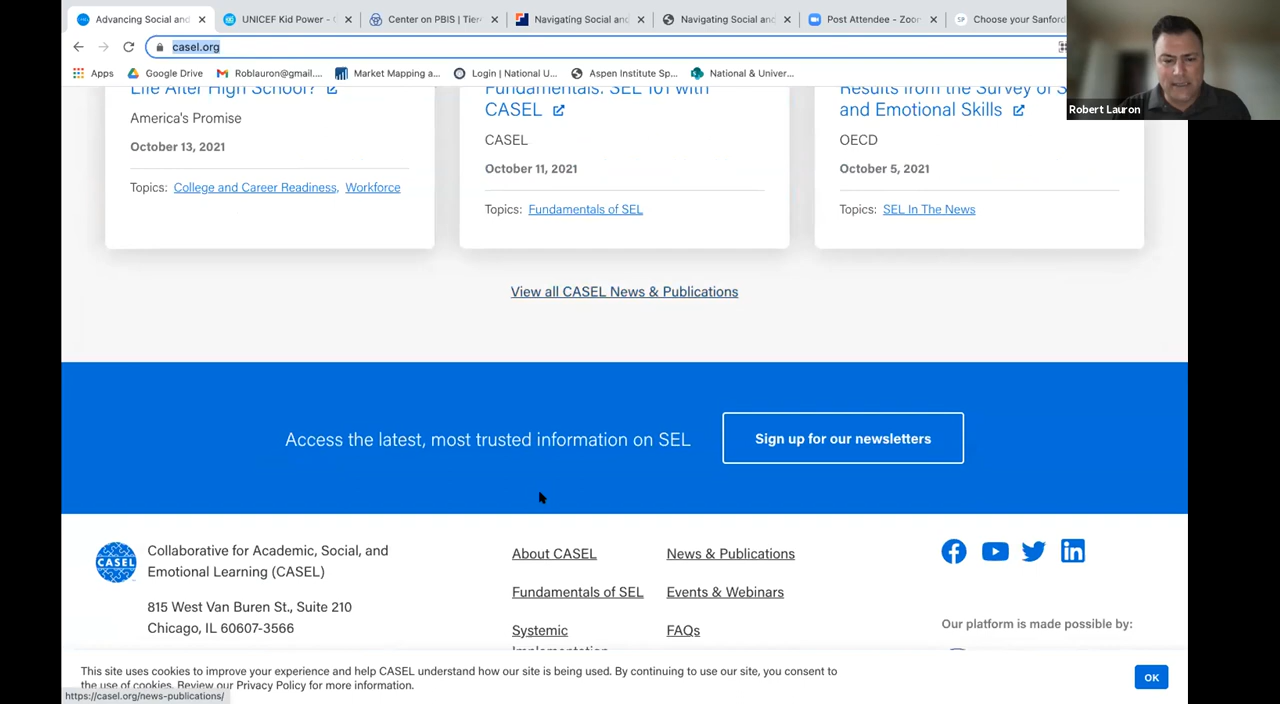 Advancing Social and
UNICEF Kid Power -
Center on PBIS | Tier
Navigating Social and
Navigating Social and
Post Attendee - Zoom
Choose your Sanford
casel.org
Apps
Google Drive
Roblauron@gmail....
Market Mapping a...
Login | National U...
Aspen Institute Sp...
National & Univer...
Robert Lauron
Life After High School?
America's Promise
October 13, 2021
Topics: College and Career Readiness, Workforce
Fundamentals: SEL 101 with
CASEL
CASEL
October 11, 2021
Topics: Fundamentals of SEL
Results from the Survey of S
and Emotional Skills
OECD
October 5, 2021
Topics: SEL In The News
View all CASEL News & Publications
Access the latest, most trusted information on SEL
Sign up for our newsletters
CASEL
Collaborative for Academic, Social, and
Emotional Learning (CASEL)
815 West Van Buren St., Suite 210
Chicago, IL 60607-3566
About CASEL
Fundamentals of SEL
Systemic
Implementation
News & Publications
Events & Webinars
FAQs
Our platform is made possible by:
This site uses cookies to improve your experience and help CASEL understand how our site is being used. By continuing to use our site, you consent to
the use of cookies. Review our Privacy Policy for more information.
OK
https://casel.org/news-publications/